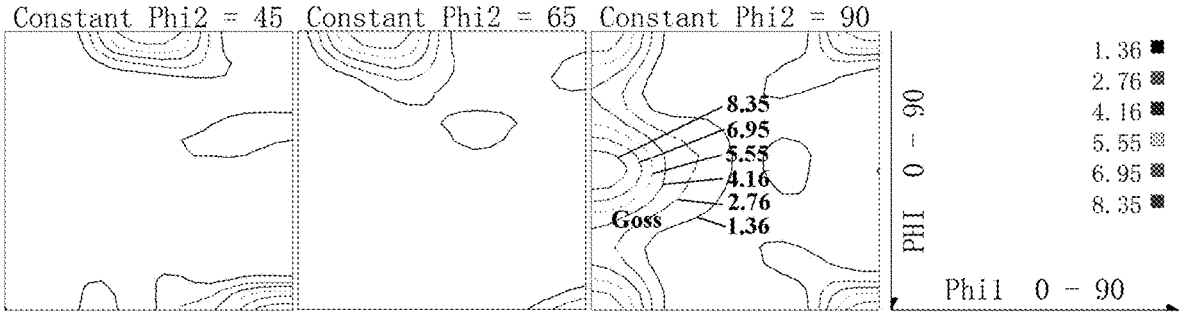 Constant Phi2 = 45
Constant Phi2 = 65
Constant Phi2 = 90
8.35
6.95
5.55
4.16
2.76
1.36
Goss
PHI 0 - 90
1.36
2.76
4.16
5.55
6.95
8.35
Phi1 0 - 90